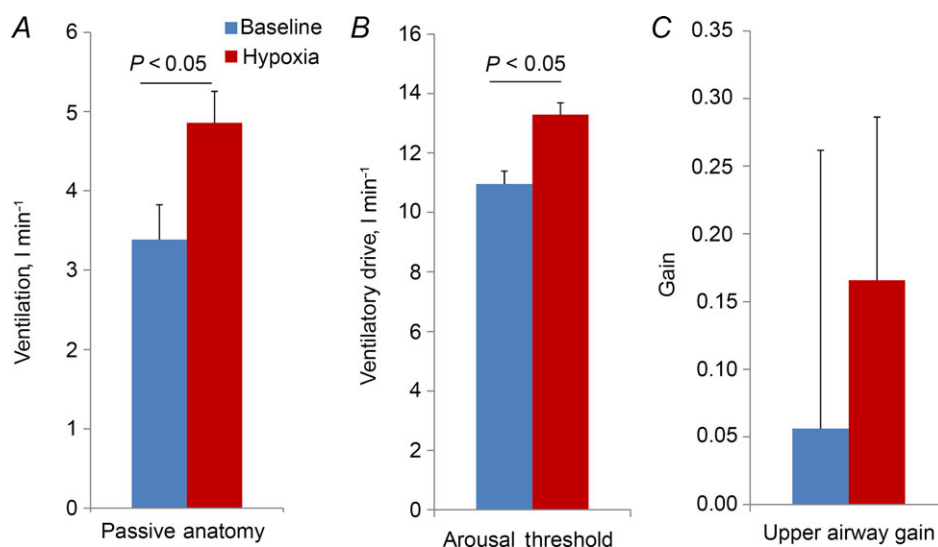 A
Baseline
Hypoxia
P < 0.05
Ventilation, l min⁻¹
6
5
4
3
2
1
0
Passive anatomy
B
P < 0.05
Ventilatory drive, l min⁻¹
16
14
12
10
8
6
4
2
0
Arousal threshold
C
Gain
0.35
0.30
0.25
0.20
0.15
0.10
0.05
0.00
Upper airway gain